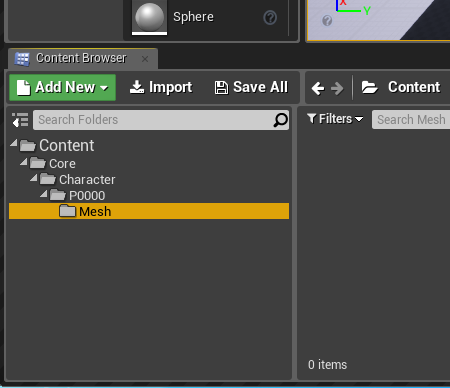 Sphere
X
Y
Content Browser
Add New
Import
Save All
Content
Search Folders
Filters
Search Mesh
Content
Core
Character
P0000
Mesh
0 items